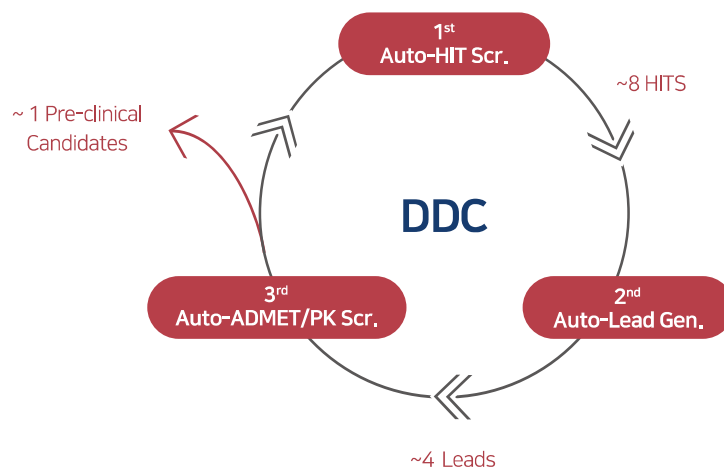 1st
Auto-HIT Scr.
~8 HITS
~ 1 Pre-clinical
Candidates
DDC
3rd
Auto-ADMET/PK Scr.
2nd
Auto-Lead Gen.
~4 Leads